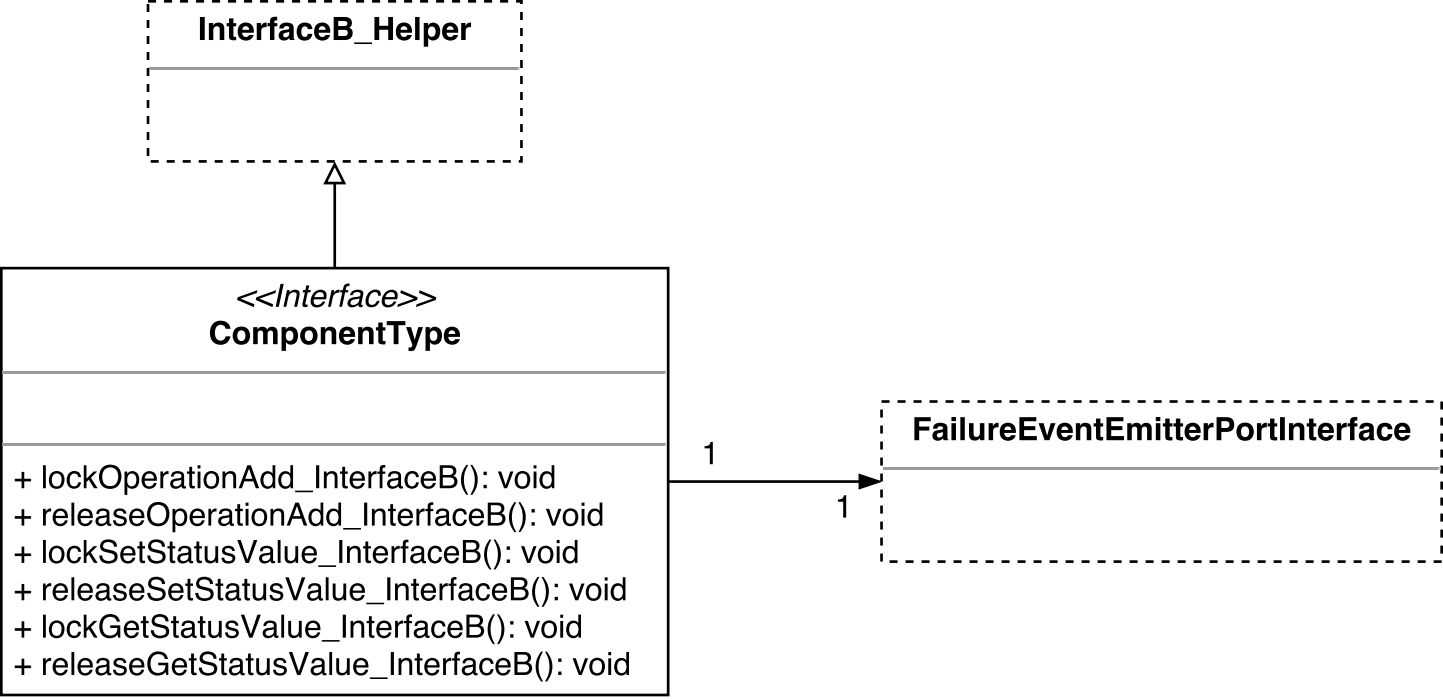 InterfaceB_Helper
<<Interface>>
ComponentType
+ lockOperationAdd_InterfaceB(): void
+ releaseOperationAdd_InterfaceB(): void
+ lockSetStatusValue_InterfaceB(): void
+ releaseSetStatusValue_InterfaceB(): void
+ lockGetStatusValue_InterfaceB(): void
+ releaseGetStatusValue_InterfaceB(): void
1
1
FailureEventEmitterPortInterface